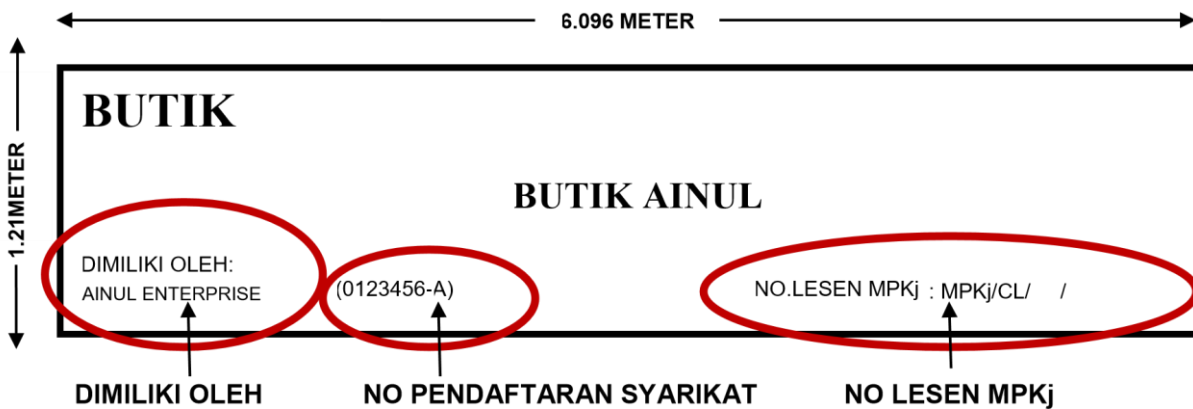 6.096 METER
1.21METER
BUTIK
BUTIK AINUL
DIMILIKI OLEH:
AINUL ENTERPRISE
(0123456-A)
NO.LESEN MPKj : MPKj/CL/ /
DIMILIKI OLEH
NO PENDAFTARAN SYARIKAT
NO LESEN MPKj